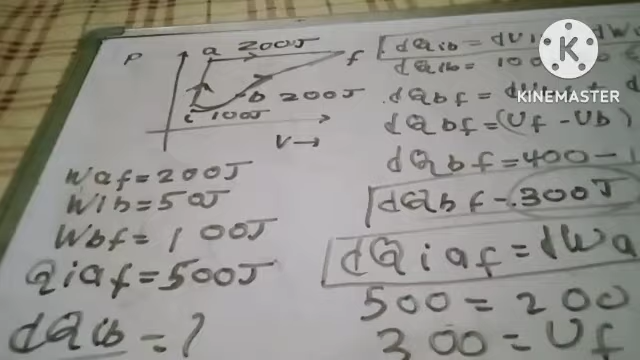 P
a 200J f
b 200J
i 100J
V→
Waf=200J
Wib=50J
Wbf=100J
Qiaf=500J
dQib=?
dQib=
dQib= 100
dQbf=
dQbf=(Uf-Ub)
dQbf=400-
dQbf-300J
dQiaf=dWa
500=200
300=Uf
K
KINEMASTER